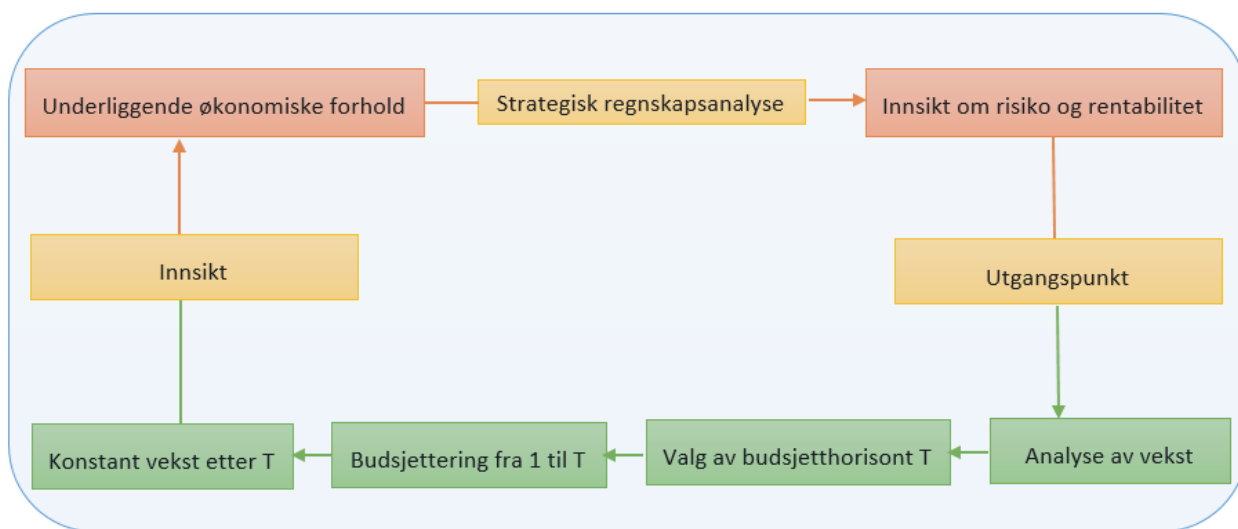 Underliggende økonomiske forhold
Strategisk regnskapsanalyse
Innsikt om risiko og rentabilitet
Innsikt
Utgangspunkt
Konstant vekst etter T
Budsjettering fra 1 til T
Valg av budsjetthorisont T
Analyse av vekst